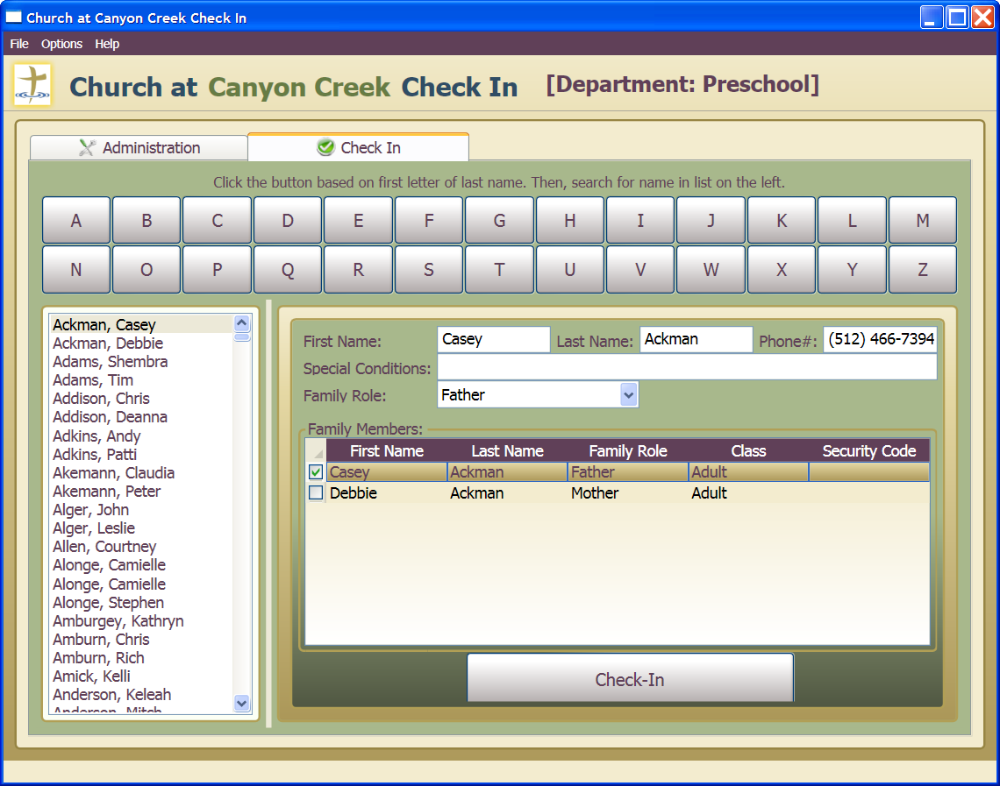 Church at Canyon Creek Check In
File Options Help
Church at Canyon Creek Check In [Department: Preschool]
Administration Check In
Click the button based on first letter of last name. Then, search for name in list on the left.
A B C D E F G H I J K L M
N O P Q R S T U V W X Y Z
Ackman, Casey
Ackman, Debbie
Adams, Shembra
Adams, Tim
Addison, Chris
Addison, Deanna
Adkins, Andy
Adkins, Patti
Akemann, Claudia
Akemann, Peter
Alger, John
Alger, Leslie
Allen, Courtney
Alonge, Camielle
Alonge, Camielle
Alonge, Stephen
Amburgey, Kathryn
Amburn, Chris
Amburn, Rich
Amick, Kelli
Anderson, Keleah
Anderson, Mitch
First Name: Casey Last Name: Ackman Phone#: (512) 466-7394
Special Conditions:
Family Role: Father
Family Members:
First Name Last Name Family Role Class Security Code
Casey Ackman Father Adult
Debbie Ackman Mother Adult
Check-In